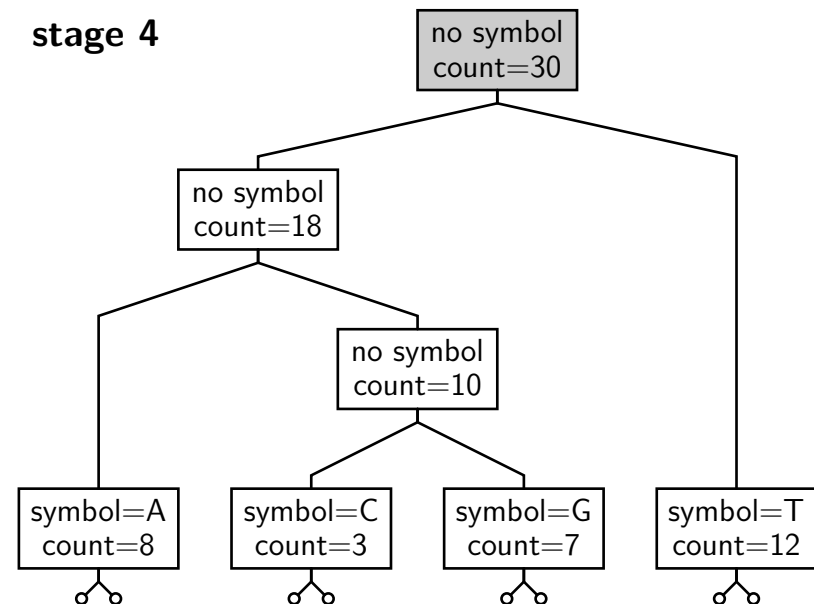 stage 4
no symbol
count=30
no symbol
count=18
no symbol
count=10
symbol=A
count=8
symbol=C
count=3
symbol=G
count=7
symbol=T
count=12